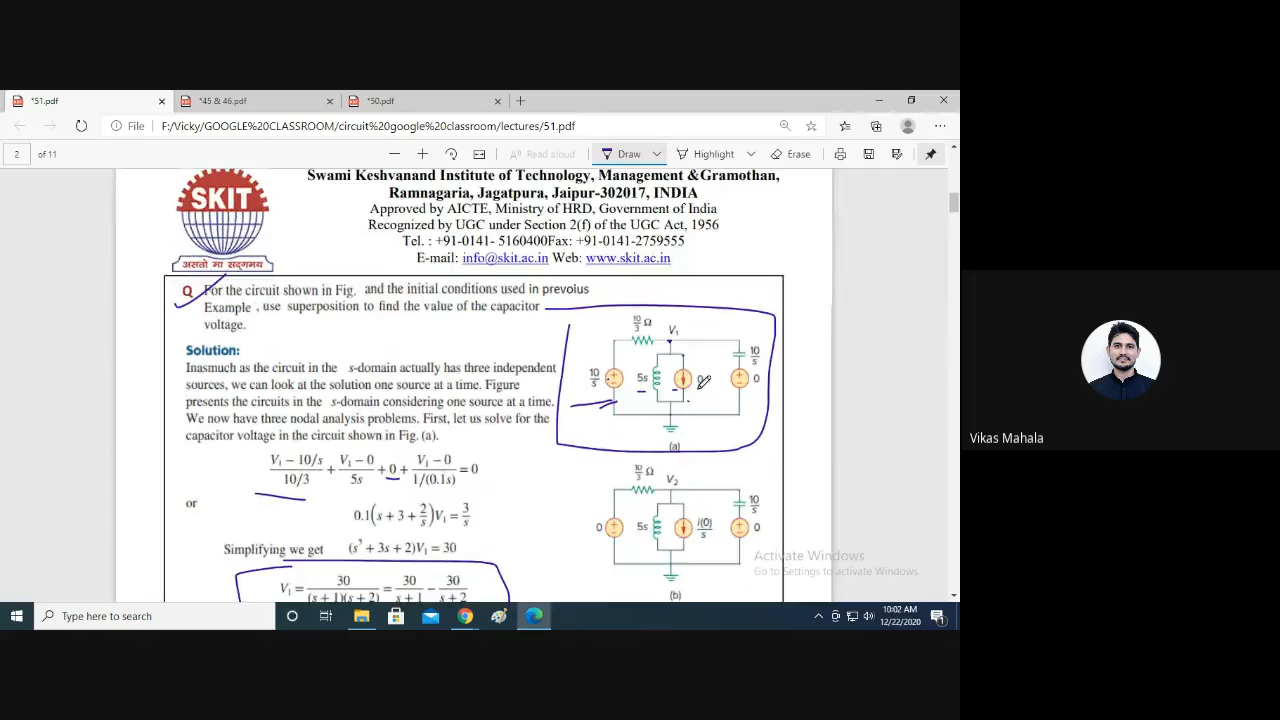 *51.pdf
*45 & 46.pdf
*50.pdf
File
F:/Vicky/GOOGLE%20CLASSROOM/circuit%20google%20classroom/lectures/51.pdf
2 of 11
Read aloud
Draw
Highlight
Erase
Swami Keshvanand Institute of Technology, Management &Gramothan,
Ramnagaria, Jagatpura, Jaipur-302017, INDIA
Approved by AICTE, Ministry of HRD, Government of India
Recognized by UGC under Section 2(f) of the UGC Act, 1956
Tel. : +91-0141- 5160400Fax: +91-0141-2759555
E-mail: info@skit.ac.in Web: www.skit.ac.in
SKIT
असतो मा सद्गमय
Q For the circuit shown in Fig. and the initial conditions used in prevoius
Example , use superposition to find the value of the capacitor
voltage.
Solution:
Inasmuch as the circuit in the s-domain actually has three independent
sources, we can look at the solution one source at a time. Figure
presents the circuits in the s-domain considering one source at a time.
We now have three nodal analysis problems. First, let us solve for the
capacitor voltage in the circuit shown in Fig. (a).
V₁ − 10/s / 10/3 + V₁ − 0 / 5s + 0 + V₁ − 0 / 1/(0.1s) = 0
or
0.1(s + 3 + 2/s)V₁ = 3/s
Simplifying we get (s² + 3s + 2)V₁ = 30
V₁ = 30 / (s + 1)(s + 2) = 30 / s + 1 − 30 / s + 2
10/3 Ω
V₁
10/s
5s
10/s
0
(a)
10/3 Ω
V₂
0
5s
i(0)/s
10/s
0
(b)
Activate Windows
Go to Settings to activate Windows.
Type here to search
10:02 AM
12/22/2020
1
Vikas Mahala